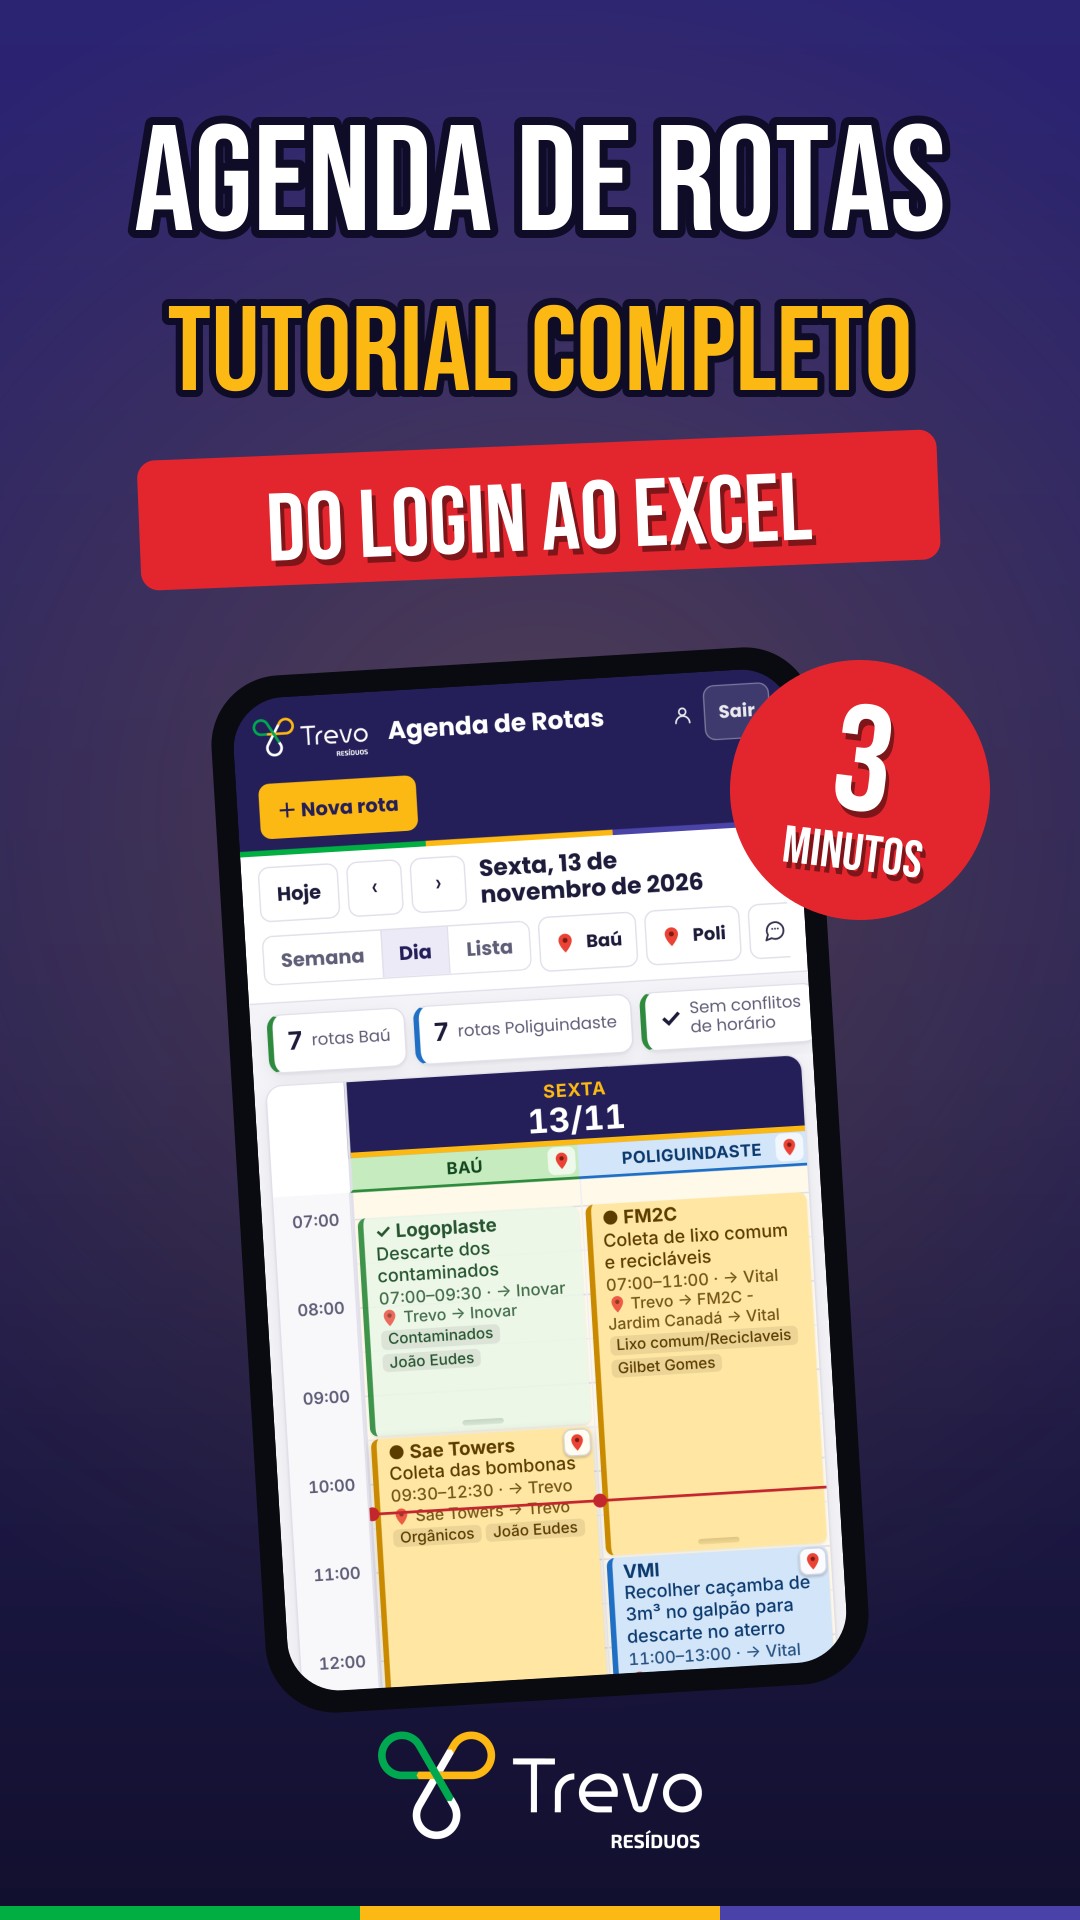 AGENDA DE ROTAS
TUTORIAL COMPLETO
DO LOGIN AO EXCEL
3
MINUTOS
Trevo
RESÍDUOS
Agenda de Rotas
Sair
+ Nova rota
Hoje
‹
›
Sexta, 13 de
novembro de 2026
Semana
Dia
Lista
Baú
Poli
7 rotas Baú
7 rotas Poliguindaste
✓ Sem conflitos
de horário
SEXTA
13/11
BAÚ
POLIGUINDASTE
07:00
08:00
09:00
10:00
11:00
12:00
✓ Logoplaste
Descarte dos
contaminados
07:00–09:30 · → Inovar
Trevo → Inovar
Contaminados
João Eudes
● Sae Towers
Coleta das bombonas
09:30–12:30 · → Trevo
Sae Towers → Trevo
Orgânicos
João Eudes
● FM2C
Coleta de lixo comum
e recicláveis
07:00–11:00 · → Vital
Trevo → FM2C -
Jardim Canadá → Vital
Lixo comum/Reciclaveis
Gilbet Gomes
VMI
Recolher caçamba de
3m³ no galpão para
descarte no aterro
11:00–13:00 · → Vital
Trevo
RESÍDUOS